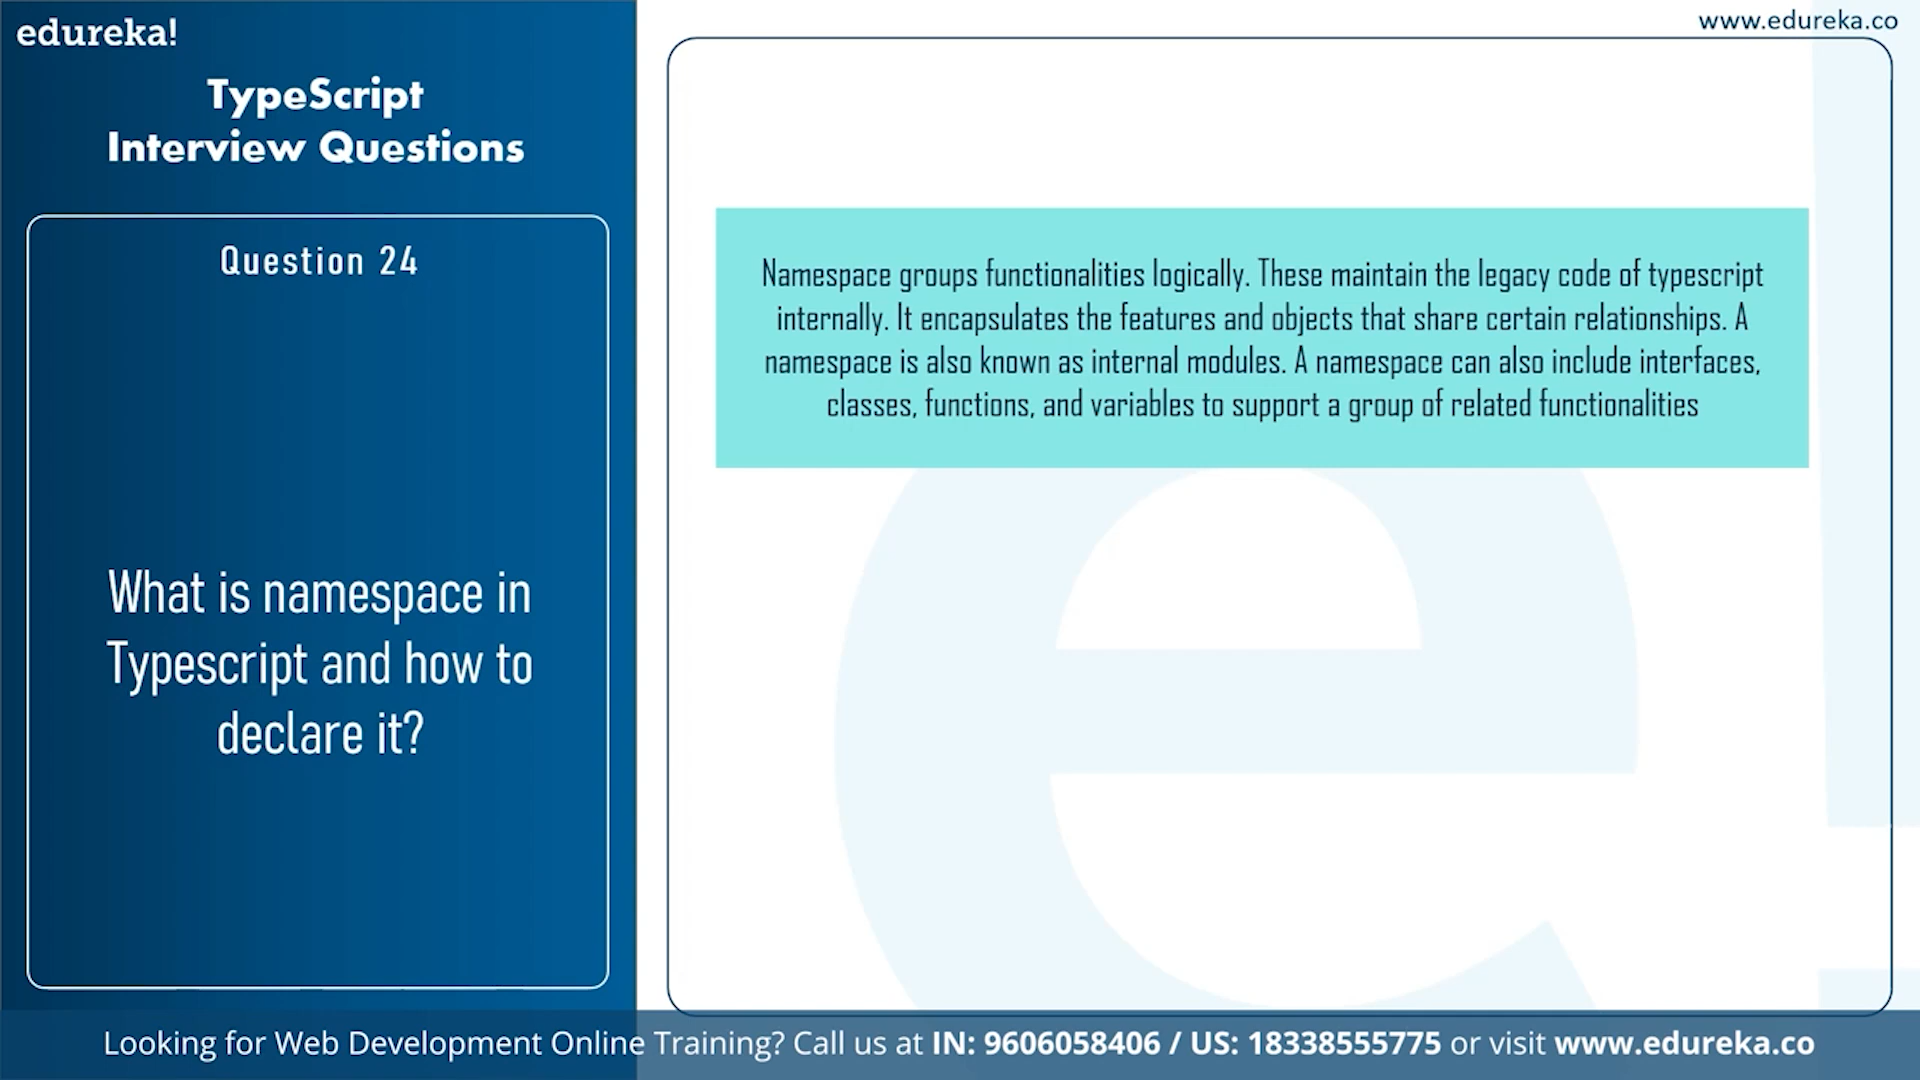 edureka!
www.edureka.co
TypeScript
Interview Questions
Question 24
What is namespace in
Typescript and how to
declare it?
Namespace groups functionalities logically. These maintain the legacy code of typescript
internally. It encapsulates the features and objects that share certain relationships. A
namespace is also known as internal modules. A namespace can also include interfaces,
classes, functions, and variables to support a group of related functionalities
Looking for Web Development Online Training? Call us at IN: 9606058406 / US: 18338555775 or visit www.edureka.co